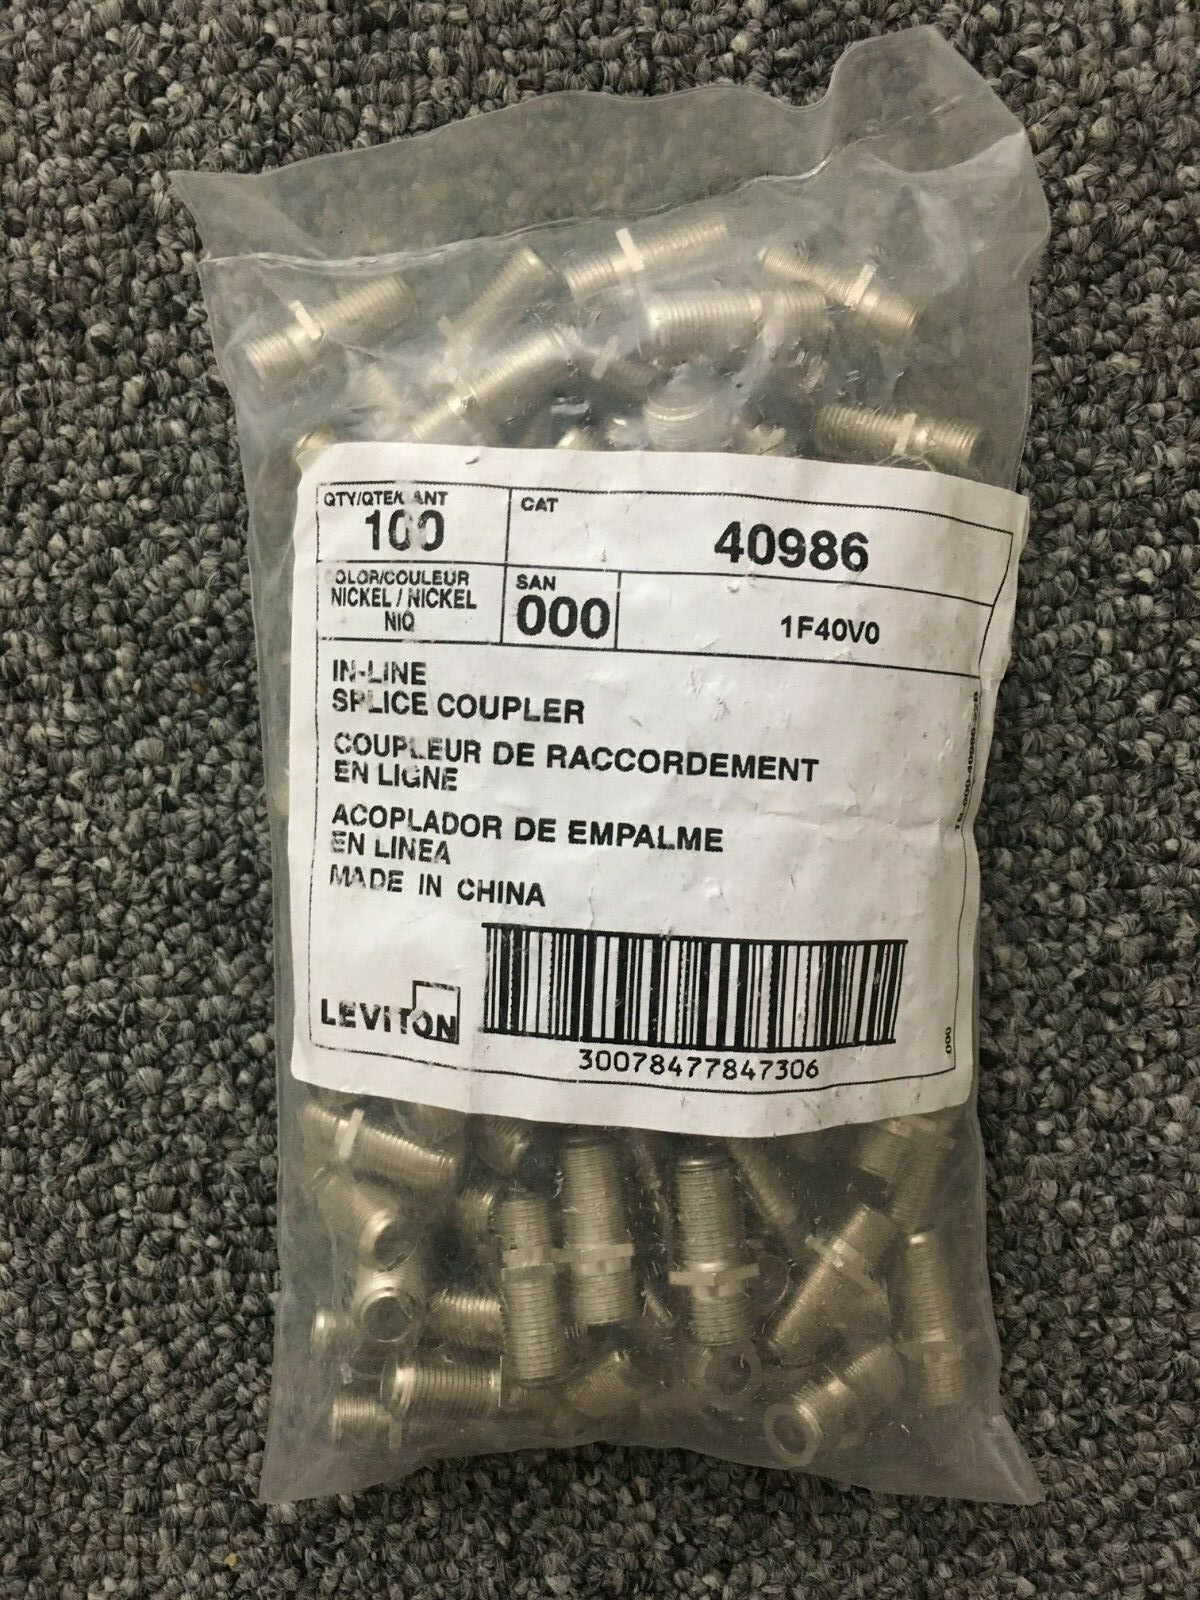 QTY/QTE/CANT
100
CAT
40986
COLOR/COULEUR
NICKEL / NICKEL
NIQ
SAN
000
1F40V0
IN-LINE
SPLICE COUPLER
COUPLEUR DE RACCORDEMENT
EN LIGNE
ACOPLADOR DE EMPALME
EN LINEA
MADE IN CHINA
LEVITON
30078477847306
000